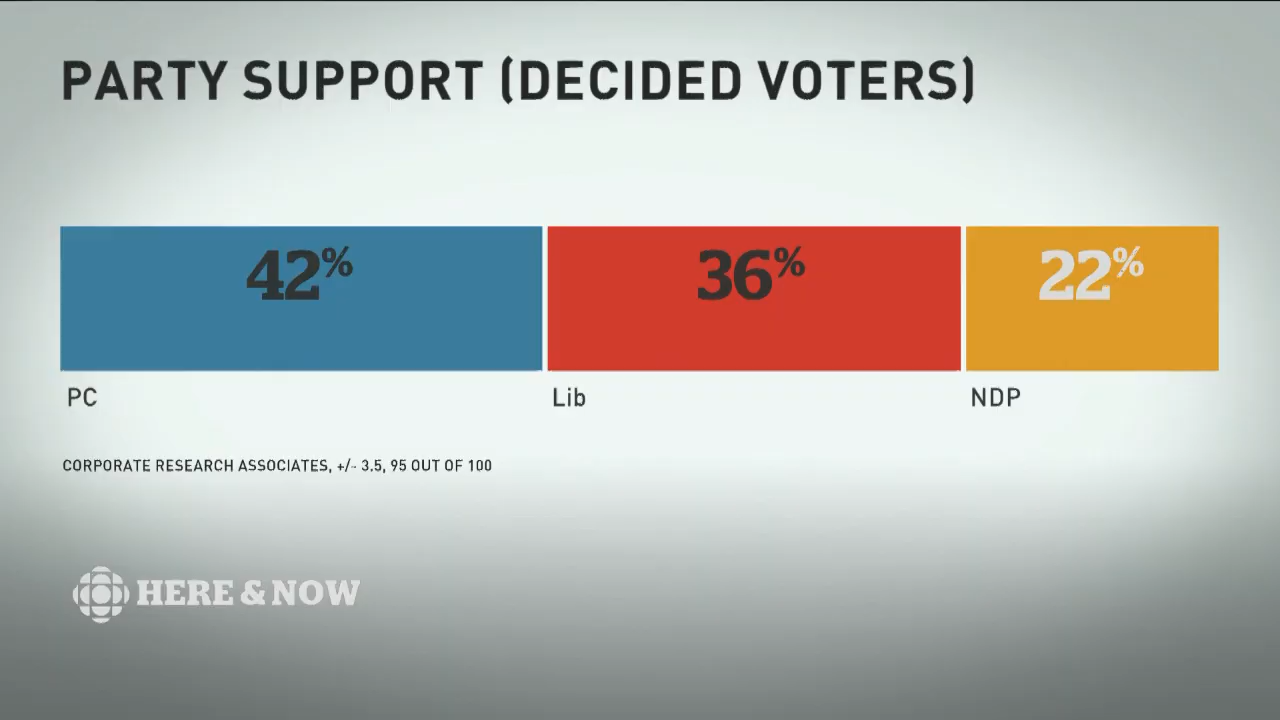 PARTY SUPPORT (DECIDED VOTERS)
42% 36% 22%
PC Lib NDP
CORPORATE RESEARCH ASSOCIATES, +/- 3.5, 95 OUT OF 100
HERE & NOW